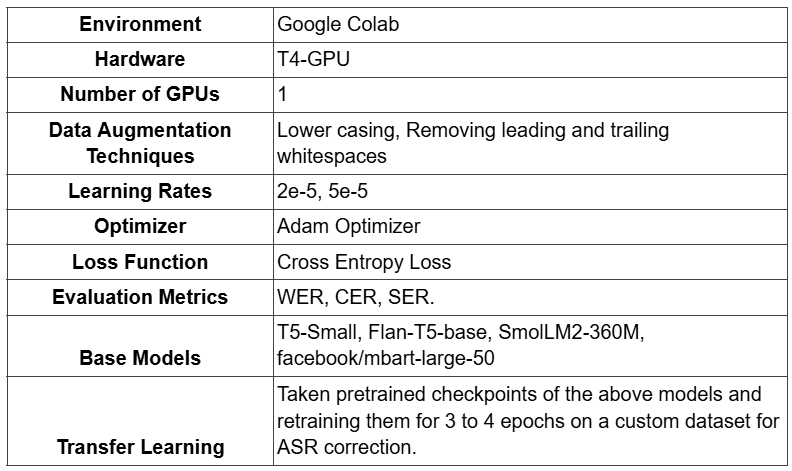 Environment Google Colab
Hardware T4-GPU
Number of GPUs 1
Data Augmentation Techniques Lower casing, Removing leading and trailing
whitespaces
Learning Rates 2e-5, 5e-5
Optimizer Adam Optimizer
Loss Function Cross Entropy Loss
Evaluation Metrics WER, CER, SER.
Base Models T5-Small, Flan-T5-base, SmolLM2-360M,
facebook/mbart-large-50
Transfer Learning Taken pretrained checkpoints of the above models and
retraining them for 3 to 4 epochs on a custom dataset for
ASR correction.